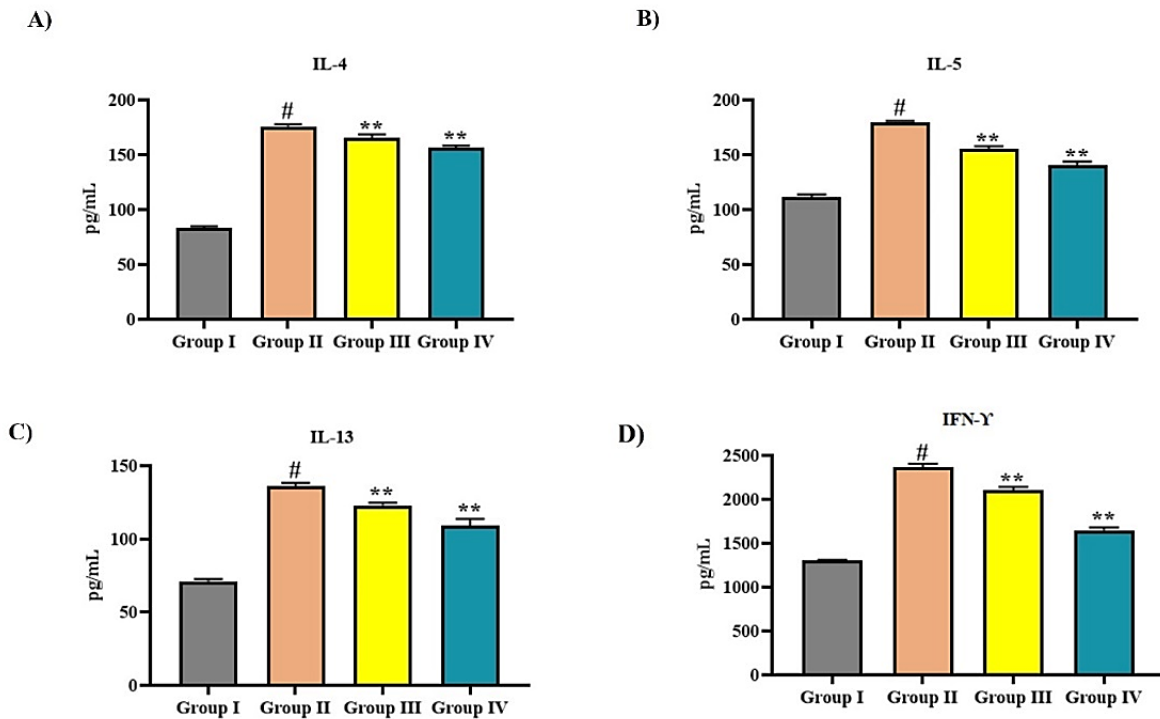 A)
IL-4
200
150
100
50
0
pg/mL
#
**
**
Group I Group II Group III Group IV
B)
IL-5
200
150
100
50
0
pg/mL
#
**
**
Group I Group II Group III Group IV
C)
IL-13
150
100
50
0
pg/mL
#
**
**
Group I Group II Group III Group IV
D)
IFN-ϒ
2500
2000
1500
1000
500
0
pg/mL
#
**
**
Group I Group II Group III Group IV